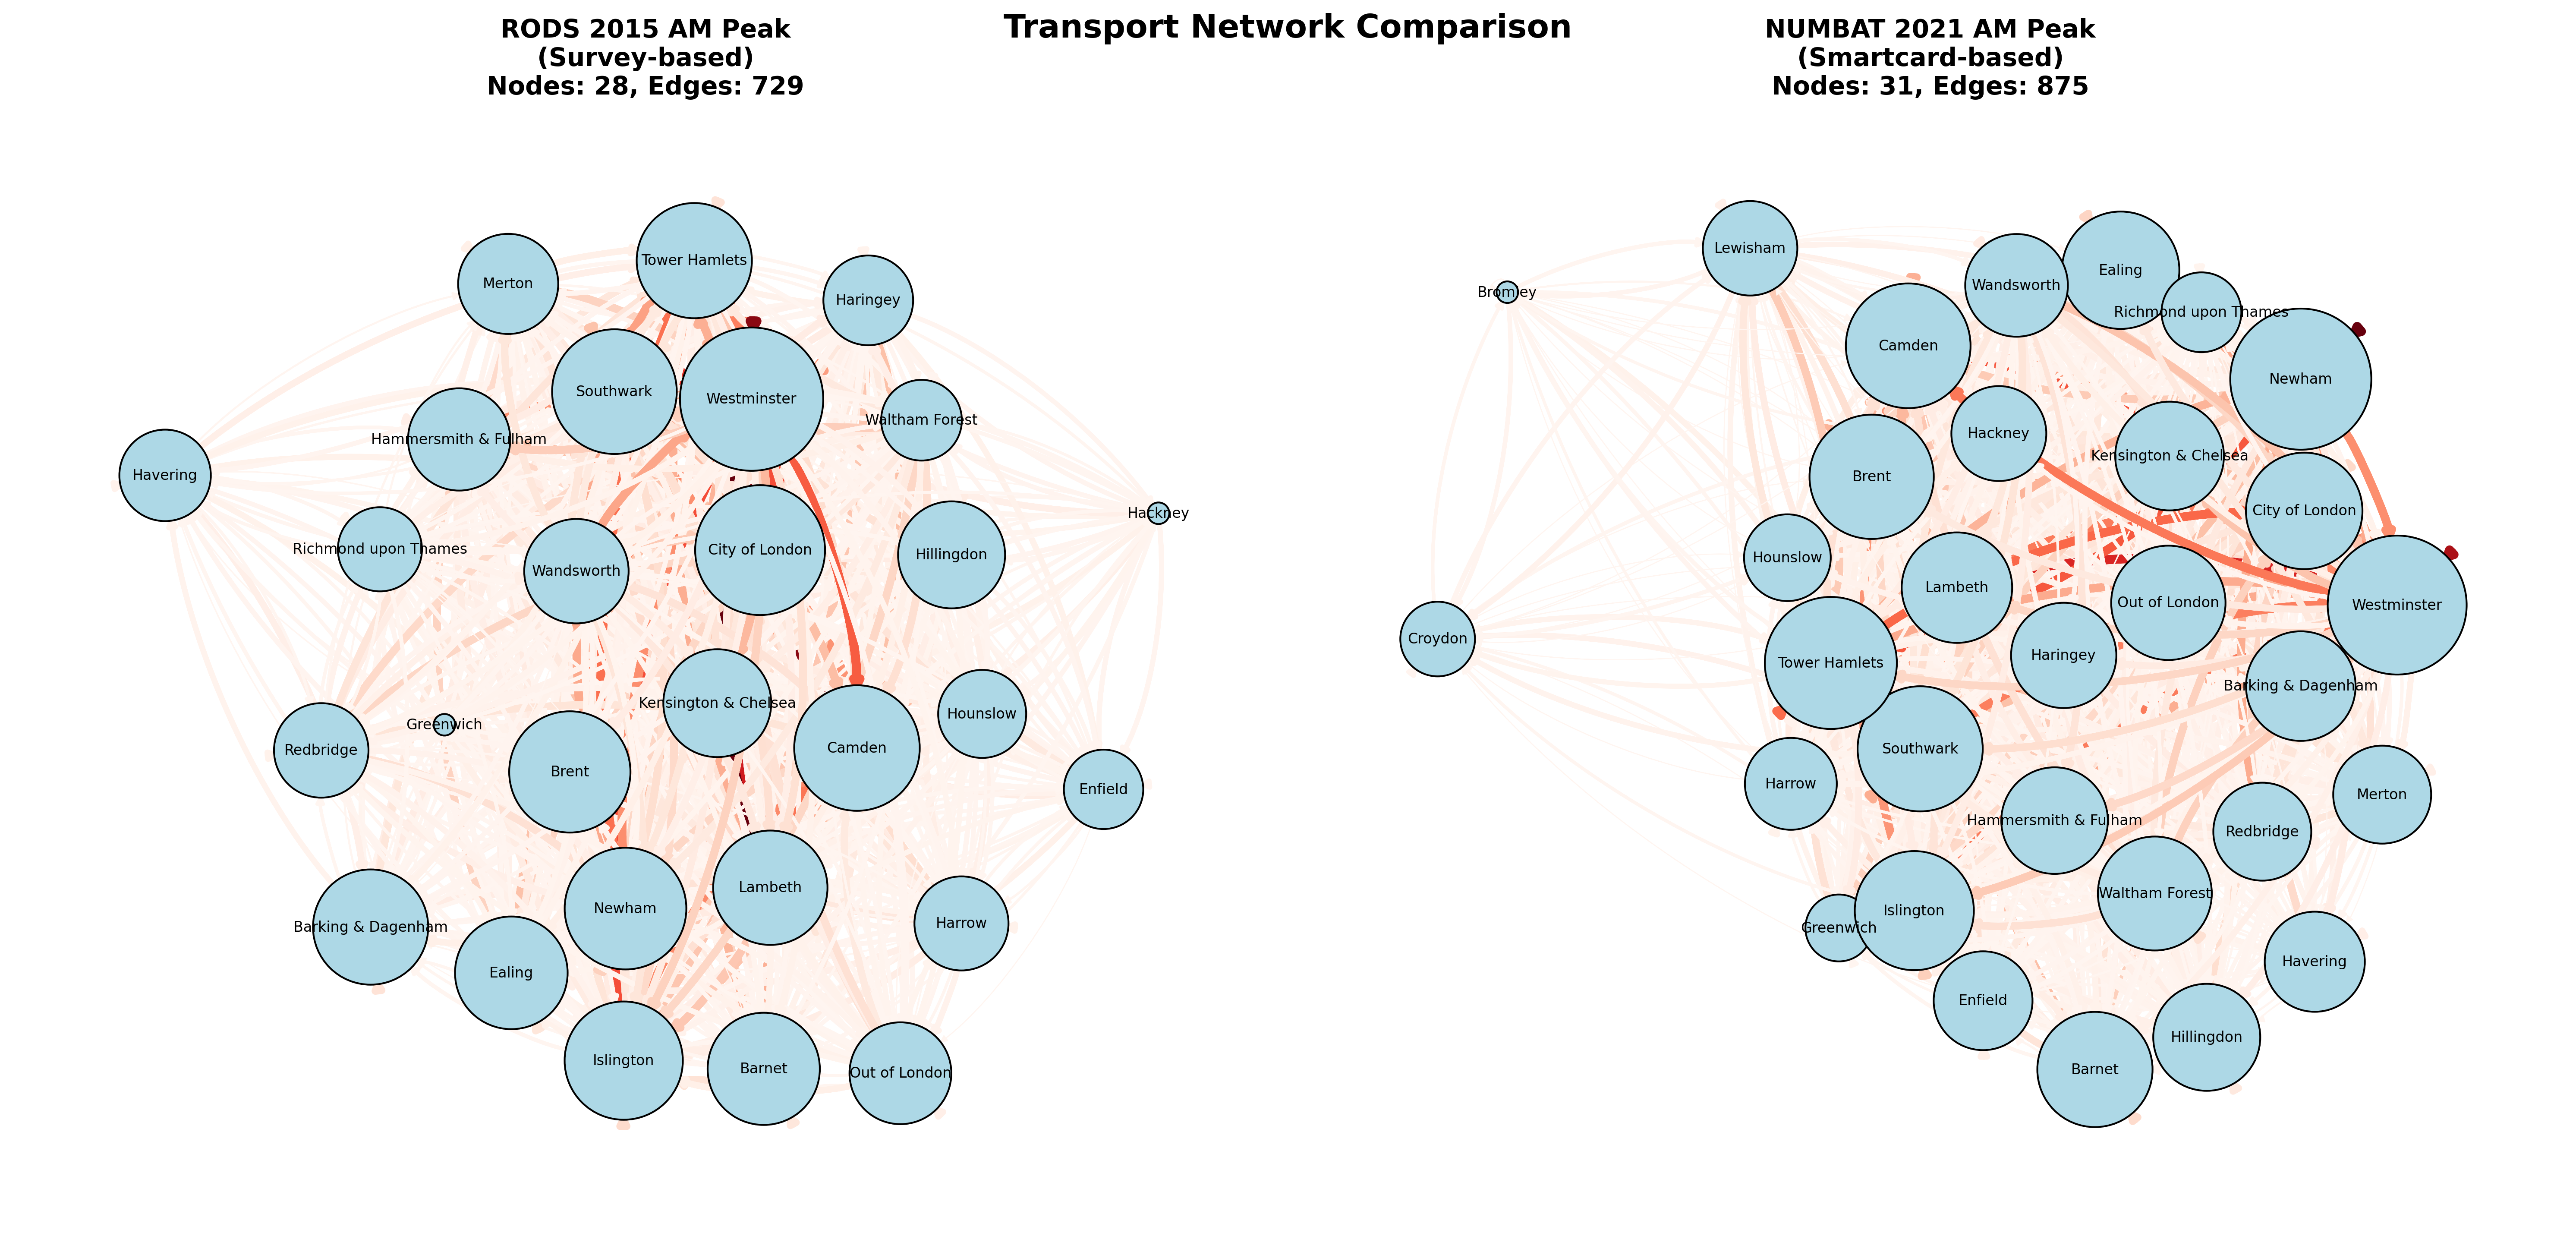 Transport Network Comparison
RODS 2015 AM Peak
(Survey-based)
Nodes: 28, Edges: 729
Tower Hamlets
Merton
Haringey
Southwark
Westminster
Waltham Forest
Hammersmith & Fulham
Havering
Hackney
Richmond upon Thames
City of London
Hillingdon
Wandsworth
Kensington & Chelsea
Hounslow
Greenwich
Camden
Redbridge
Brent
Enfield
Lambeth
Newham
Harrow
Barking & Dagenham
Ealing
Islington
Barnet
Out of London
NUMBAT 2021 AM Peak
(Smartcard-based)
Nodes: 31, Edges: 875
Lewisham
Ealing
Wandsworth
Bromley
Richmond upon Thames
Camden
Newham
Hackney
Kensington & Chelsea
Brent
City of London
Hounslow
Lambeth
Out of London
Westminster
Croydon
Haringey
Tower Hamlets
Barking & Dagenham
Southwark
Harrow
Merton
Hammersmith & Fulham
Redbridge
Waltham Forest
Islington
Greenwich
Havering
Enfield
Hillingdon
Barnet